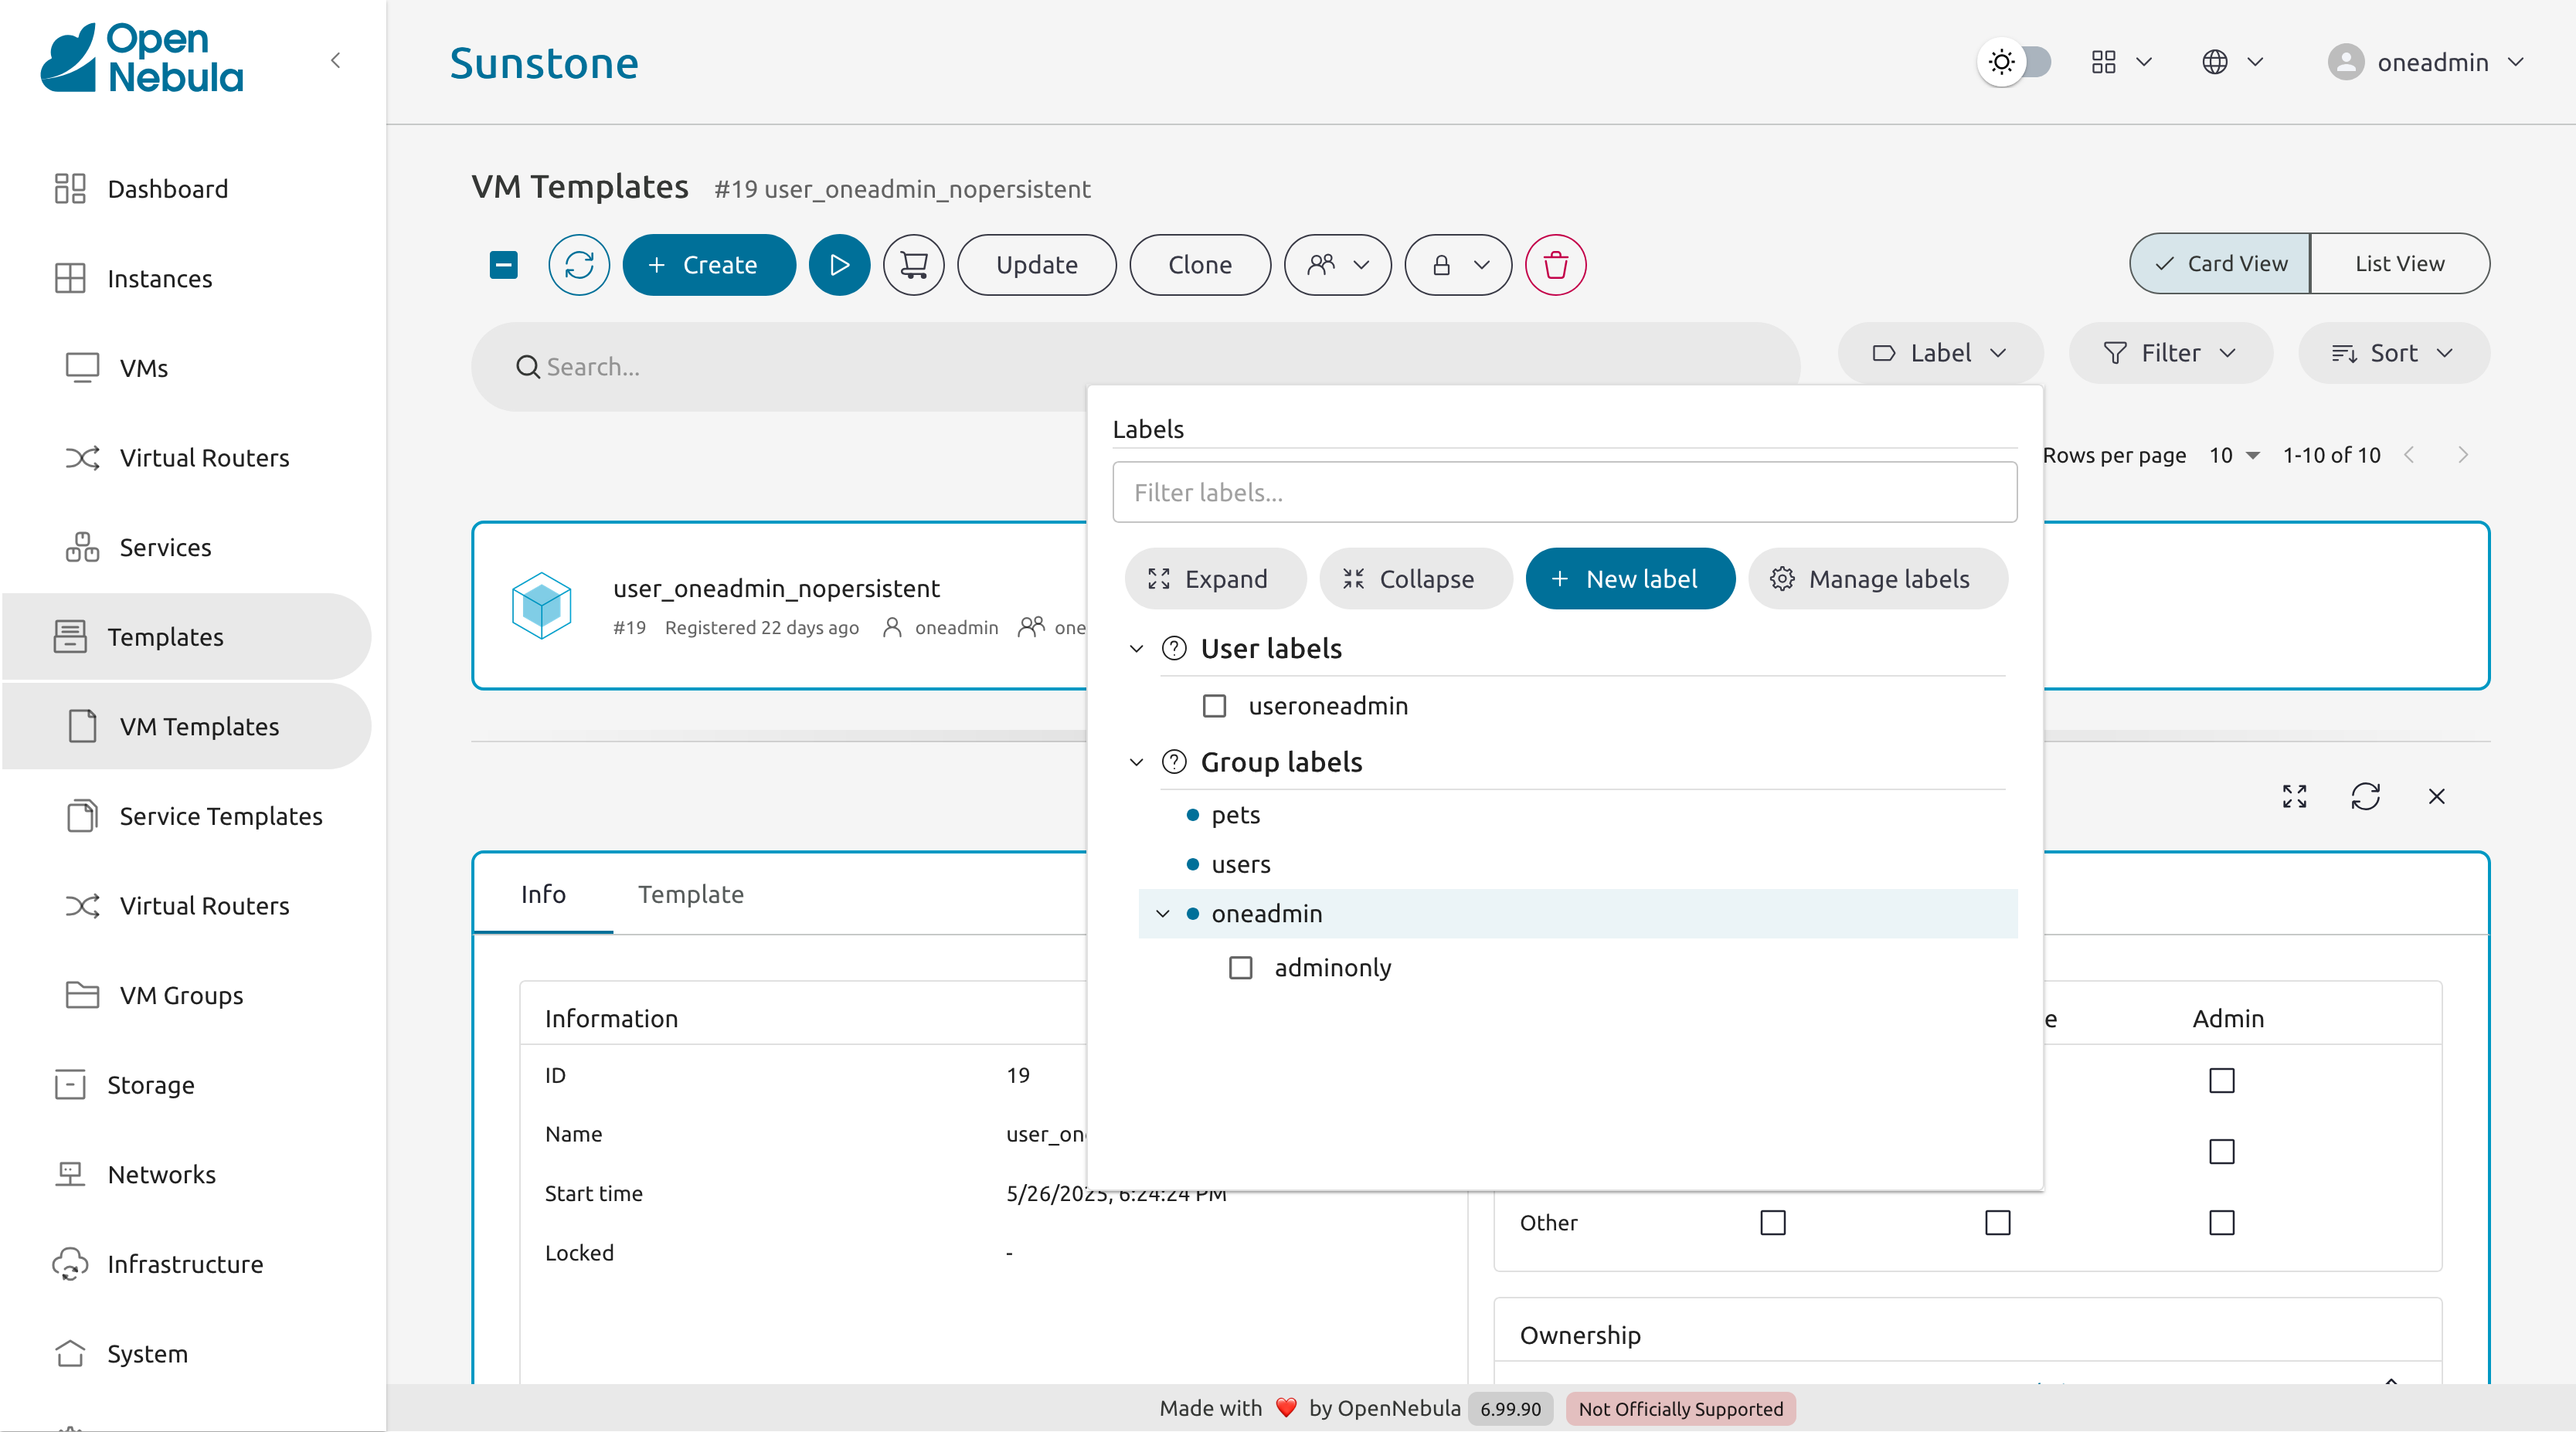 Open
Nebula
Sunstone
oneadmin
Dashboard
Instances
VMs
Virtual Routers
Services
Templates
VM Templates
Service Templates
Virtual Routers
VM Groups
Storage
Networks
Infrastructure
System
VM Templates #19 user_oneadmin_nopersistent
Create
Update
Clone
Card View
List View
Search...
Label
Filter
Sort
Rows per page 10 1-10 of 10
user_oneadmin_nopersistent
#19 Registered 22 days ago oneadmin one
Labels
Filter labels...
Expand
Collapse
New label
Manage labels
User labels
useroneadmin
Group labels
pets
users
oneadmin
adminonly
Info
Template
Information
ID 19
Name user_on
Start time 5/26/2025, 6:24:24 PM
Locked -
e Admin
Other
Ownership
Made with ❤️ by OpenNebula 6.99.90 Not Officially Supported